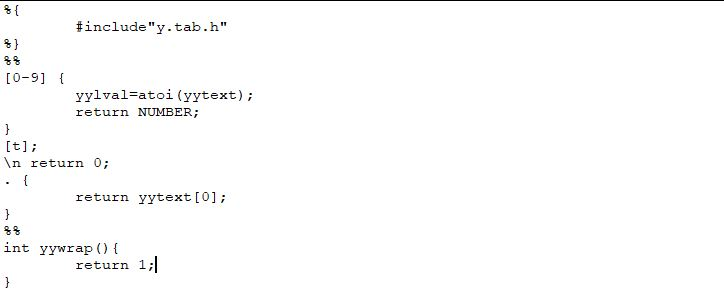 %{
#include"y.tab.h"
%}
%%
[0-9] {
yylval=atoi(yytext);
return NUMBER;
}
[t];
\n return 0;
. {
return yytext[0];
}
%%
int yywrap(){
return 1;
}